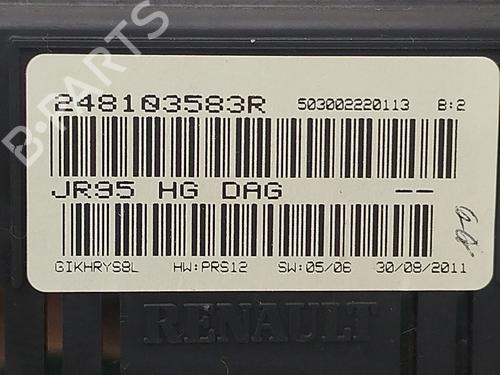 B-PARTS
248103583R 503002220113 B:2
JR95 HG DAG --
GIKHRYS8L HW:PRS12 SW:05/06 30/08/2011
RENAULT